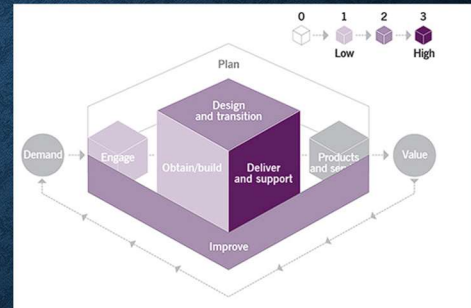 0 1 2 3
Low High
Plan
Design
and transition
Demand
Engage
Obtain/build
Deliver
and support
Products
and
Value
Improve